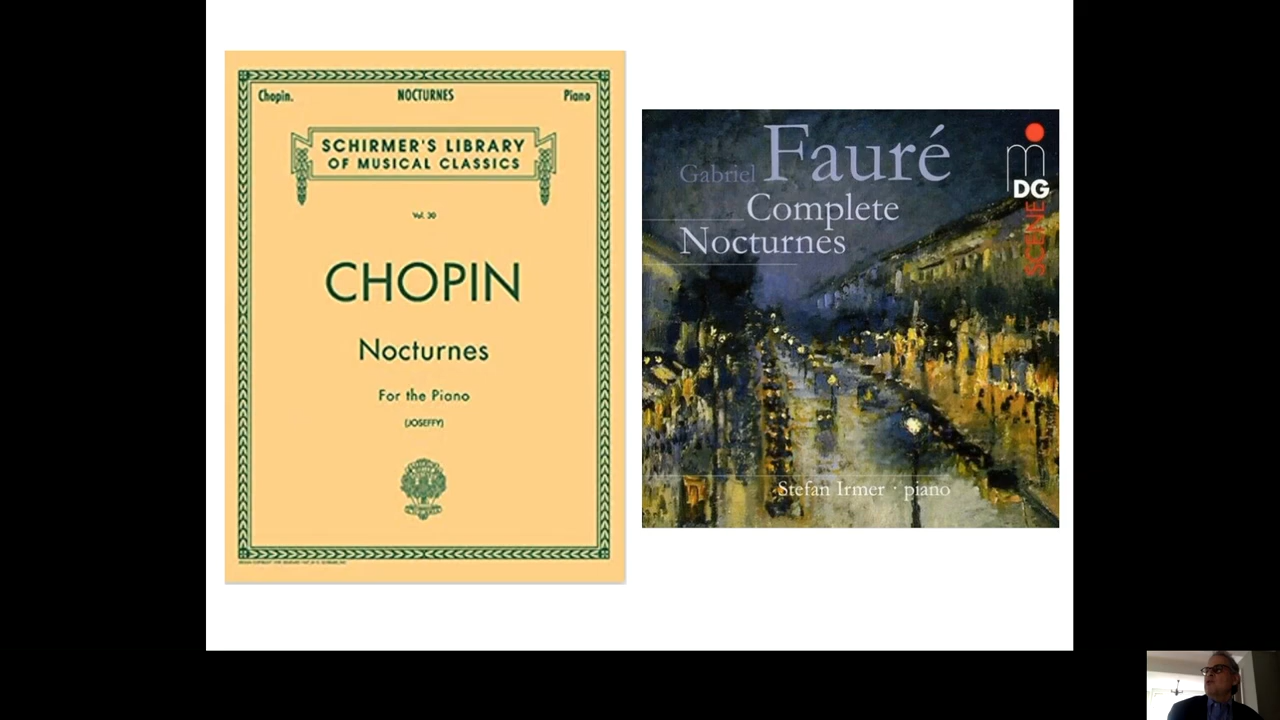 Chopin. NOCTURNES Piano
SCHIRMER'S LIBRARY
OF MUSICAL CLASSICS
Vol. 30
CHOPIN
Nocturnes
For the Piano
(JOSEFFY)
Gabriel Fauré
Complete
Nocturnes
m
DG
SCENE
Stefan Irmer · piano